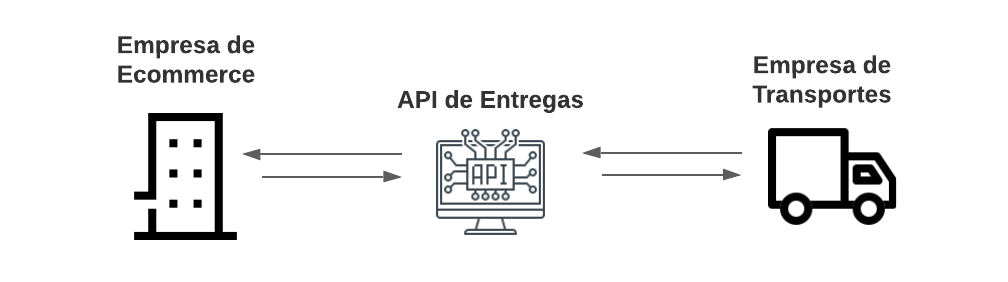 Empresa de
Ecommerce
API de Entregas
Empresa de
Transportes
API